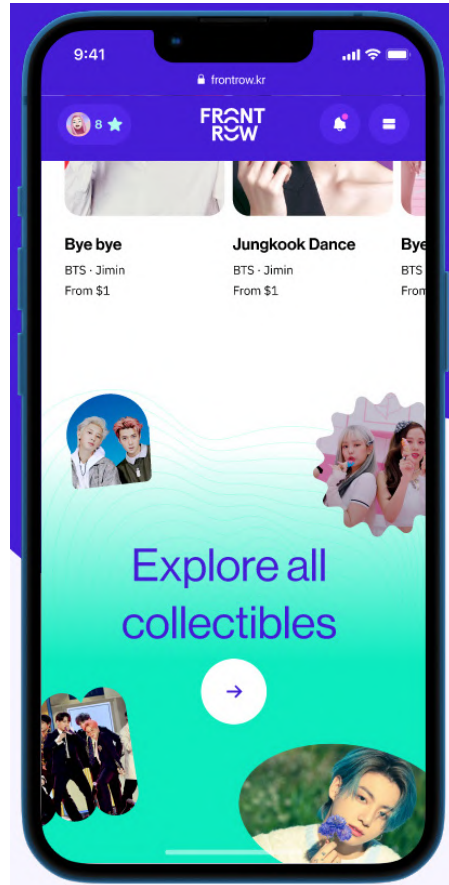 9:41
frontrow.kr
8
FRONT
ROW
Bye bye
Jungkook Dance
Bye
BTS · Jimin
BTS · Jimin
BTS
From $1
From $1
From
Explore all
collectibles